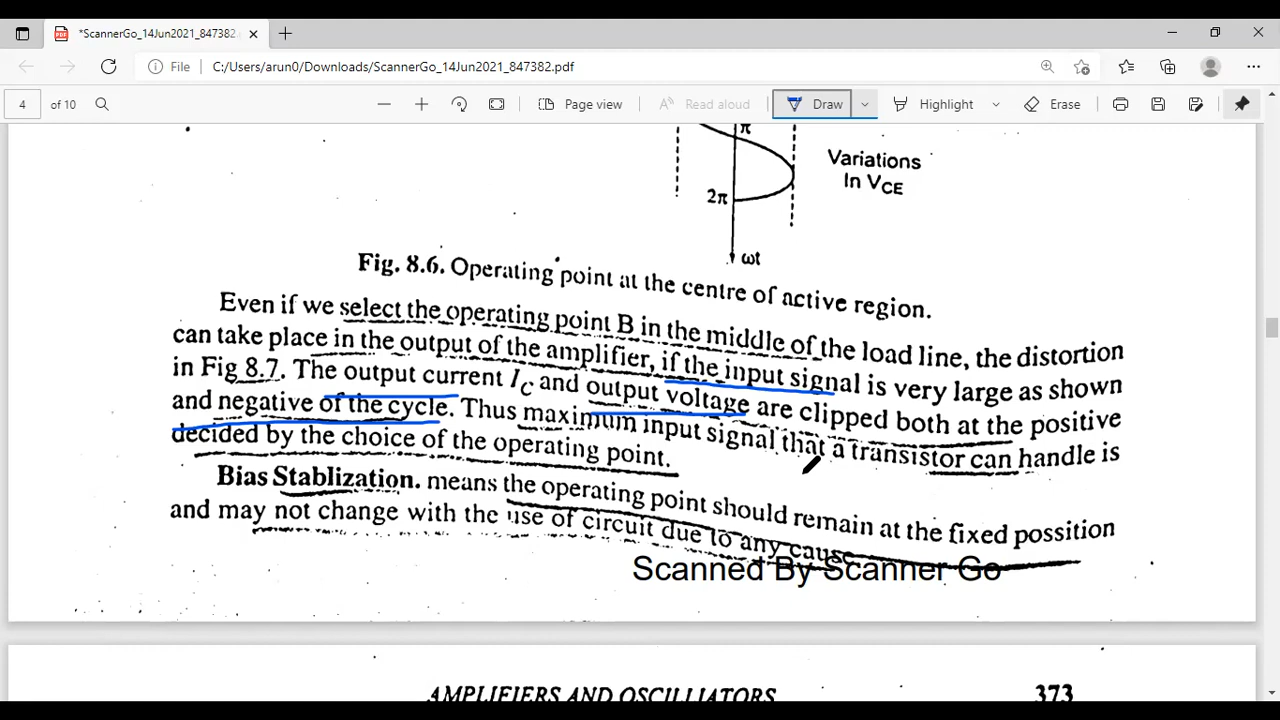 *ScannerGo_14Jun2021_847382.
File C:/Users/arun0/Downloads/ScannerGo_14Jun2021_847382.pdf
4 of 10 Page view Read aloud Draw Highlight Erase
π
Variations
In VCE
2π
ωt
Fig. 8.6. Operating point at the centre of active region.
Even if we select the operating point B in the middle of the load line, the distortion
can take place in the output of the amplifier, if the input signal is very large as shown
in Fig 8.7. The output current IC and output voltage are clipped both at the positive
and negative of the cycle. Thus maximum input signal that a transistor can handle is
decided by the choice of the operating point.
Bias Stablization. means the operating point should remain at the fixed possition
and may not change with the use of circuit due to any cause
Scanned By Scanner Go
AMPLIFIERS AND OSCILLIATORS 373